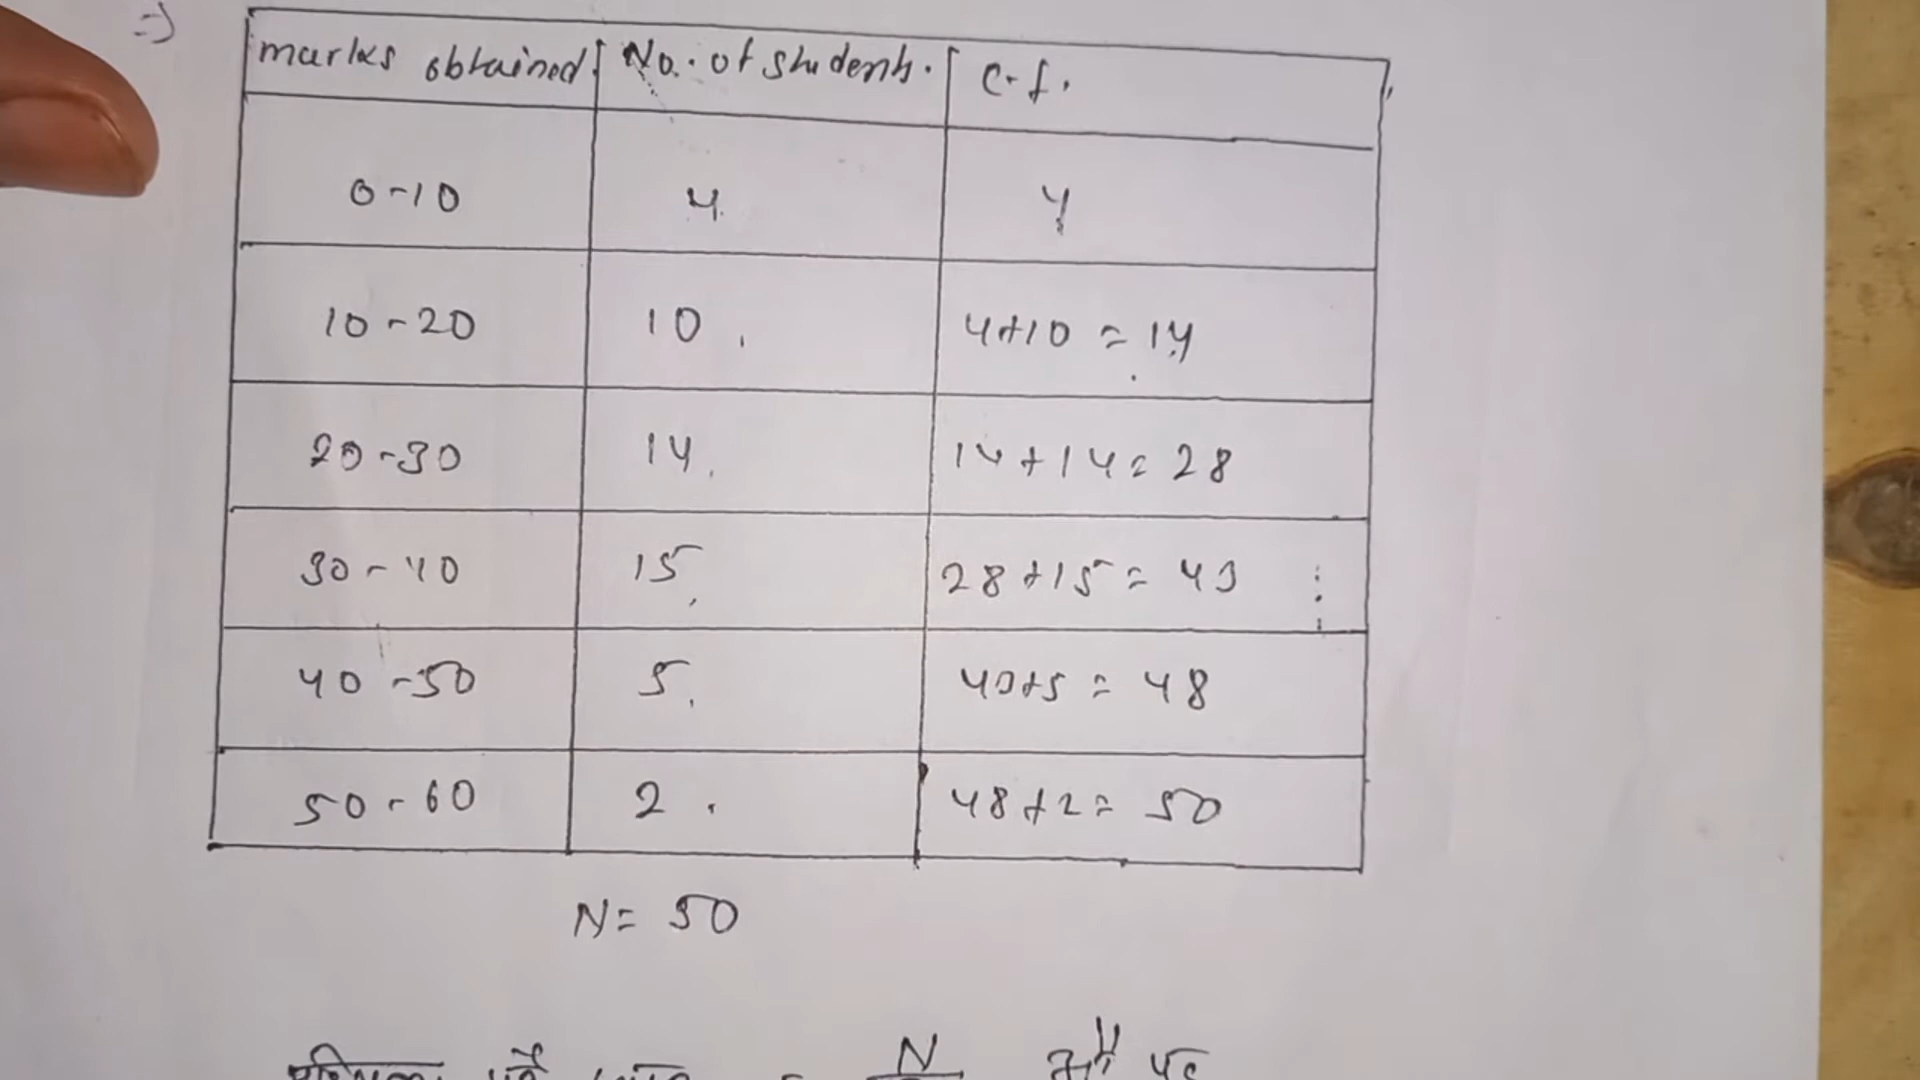 =>
marks obtained. No. of students. c.f.
0-10 4 4
10-20 10 4+10 = 14
20-30 14 14+14 = 28
30-40 15 28+15 = 43
40-50 5 43+5 = 48
50-60 2 48+2 = 50
N = 50
N